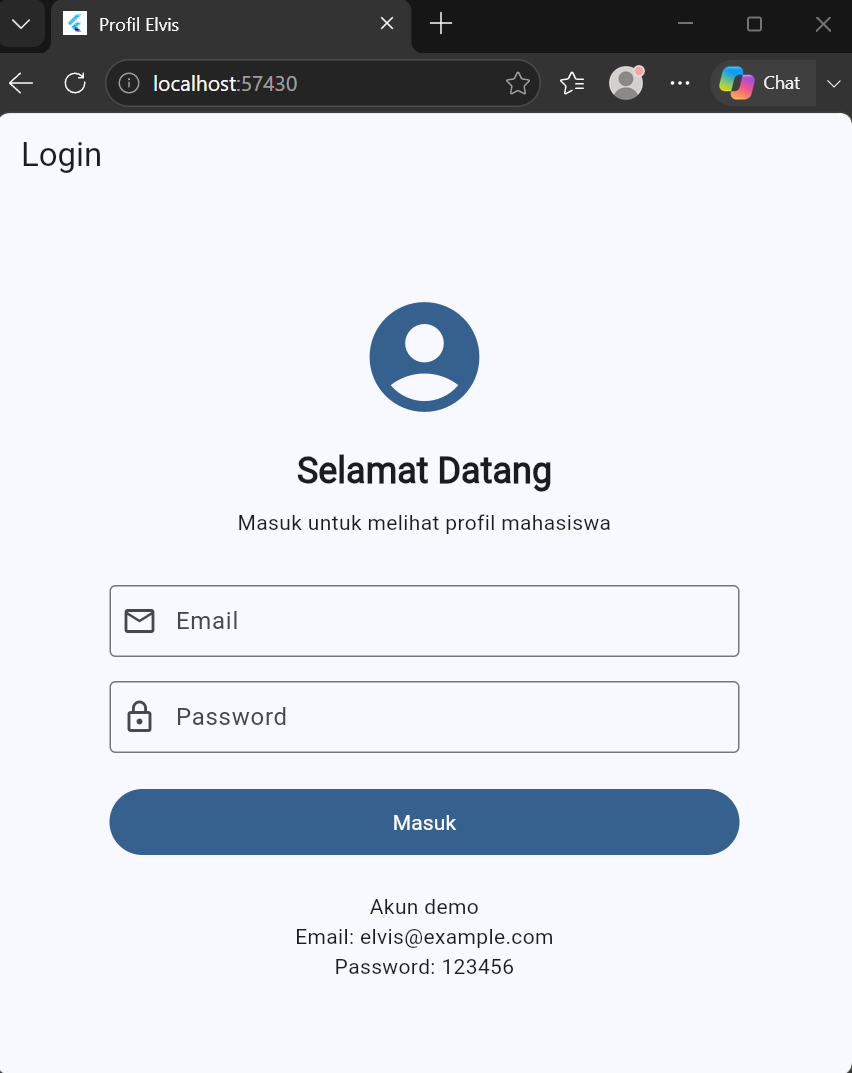 Profil Elvis
localhost:57430
Chat
Login
Selamat Datang
Masuk untuk melihat profil mahasiswa
Email
Password
Masuk
Akun demo
Email: elvis@example.com
Password: 123456